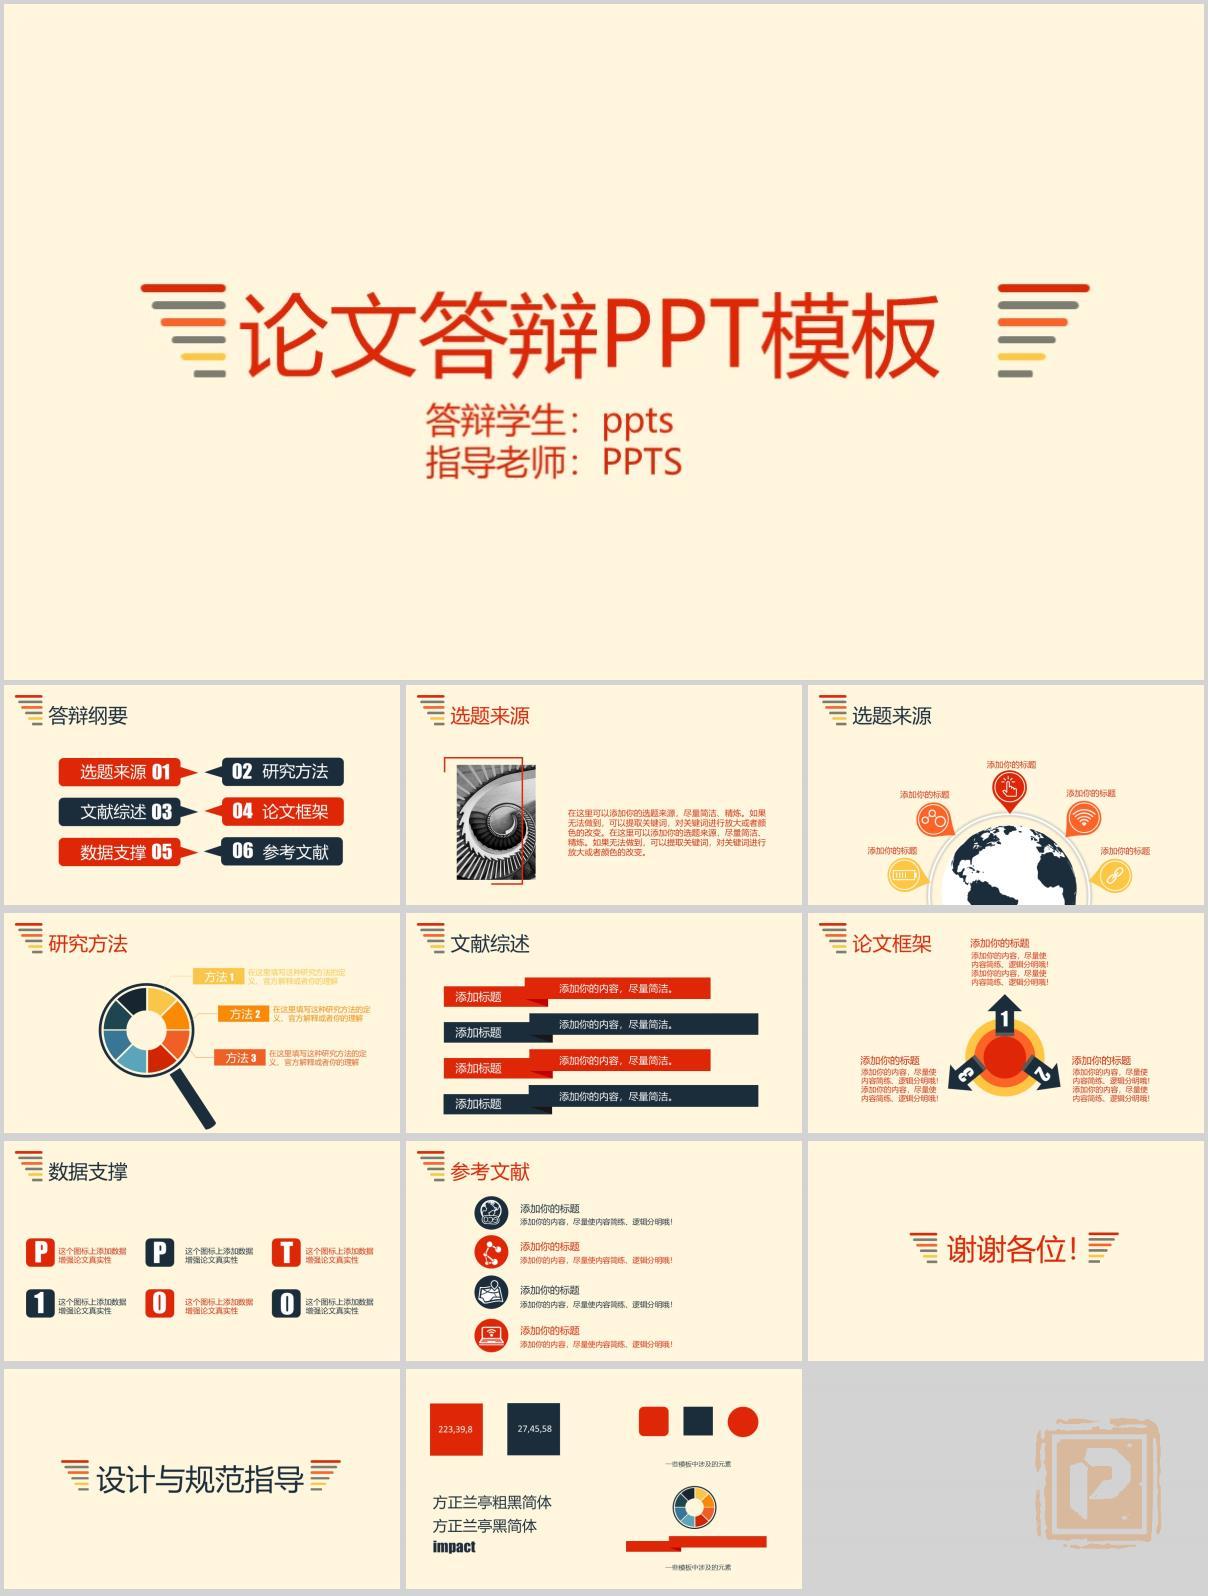 论文答辩PPT模板
答辩学生：ppts
指导老师：PPTS
答辩纲要
选题来源 01
02 研究方法
文献综述 03
04 论文框架
数据支撑 05
06 参考文献
选题来源
在这里可以添加你的选题来源，尽量简洁、精炼。如果
无法做到，可以提取关键词，对关键词进行放大或者颜
色的改变。在这里可以添加你的选题来源，尽量简洁、
精炼。如果无法做到，可以提取关键词，对关键词进行
放大或者颜色的改变。
选题来源
添加你的标题
添加你的标题
添加你的标题
添加你的标题
添加你的标题
研究方法
方法 1
在这里填写这种研究方法的定
义、官方解释或者你的理解
方法 2
在这里填写这种研究方法的定
义、官方解释或者你的理解
方法 3
在这里填写这种研究方法的定
义、官方解释或者你的理解
文献综述
添加标题
添加你的内容，尽量简洁。
添加标题
添加你的内容，尽量简洁。
添加标题
添加你的内容，尽量简洁。
添加标题
添加你的内容，尽量简洁。
论文框架
添加你的标题
添加你的内容，尽量使
内容简练、逻辑分明哦！
添加你的内容，尽量使
内容简练、逻辑分明哦！
1
3
2
添加你的标题
添加你的内容，尽量使
内容简练、逻辑分明哦！
添加你的内容，尽量使
内容简练、逻辑分明哦！
添加你的标题
添加你的内容，尽量使
内容简练、逻辑分明哦！
添加你的内容，尽量使
内容简练、逻辑分明哦！
数据支撑
P
这个图标上添加数据
增强论文真实性
P
这个图标上添加数据
增强论文真实性
T
这个图标上添加数据
增强论文真实性
1
这个图标上添加数据
增强论文真实性
0
这个图标上添加数据
增强论文真实性
0
这个图标上添加数据
增强论文真实性
参考文献
添加你的标题
添加你的内容，尽量使内容简练、逻辑分明哦！
添加你的标题
添加你的内容，尽量使内容简练、逻辑分明哦！
添加你的标题
添加你的内容，尽量使内容简练、逻辑分明哦！
添加你的标题
添加你的内容，尽量使内容简练、逻辑分明哦！
谢谢各位！
设计与规范指导
223,39,8
27,45,58
一些模板中涉及的元素
方正兰亭粗黑简体
方正兰亭黑简体
impact
一些模板中涉及的元素
P